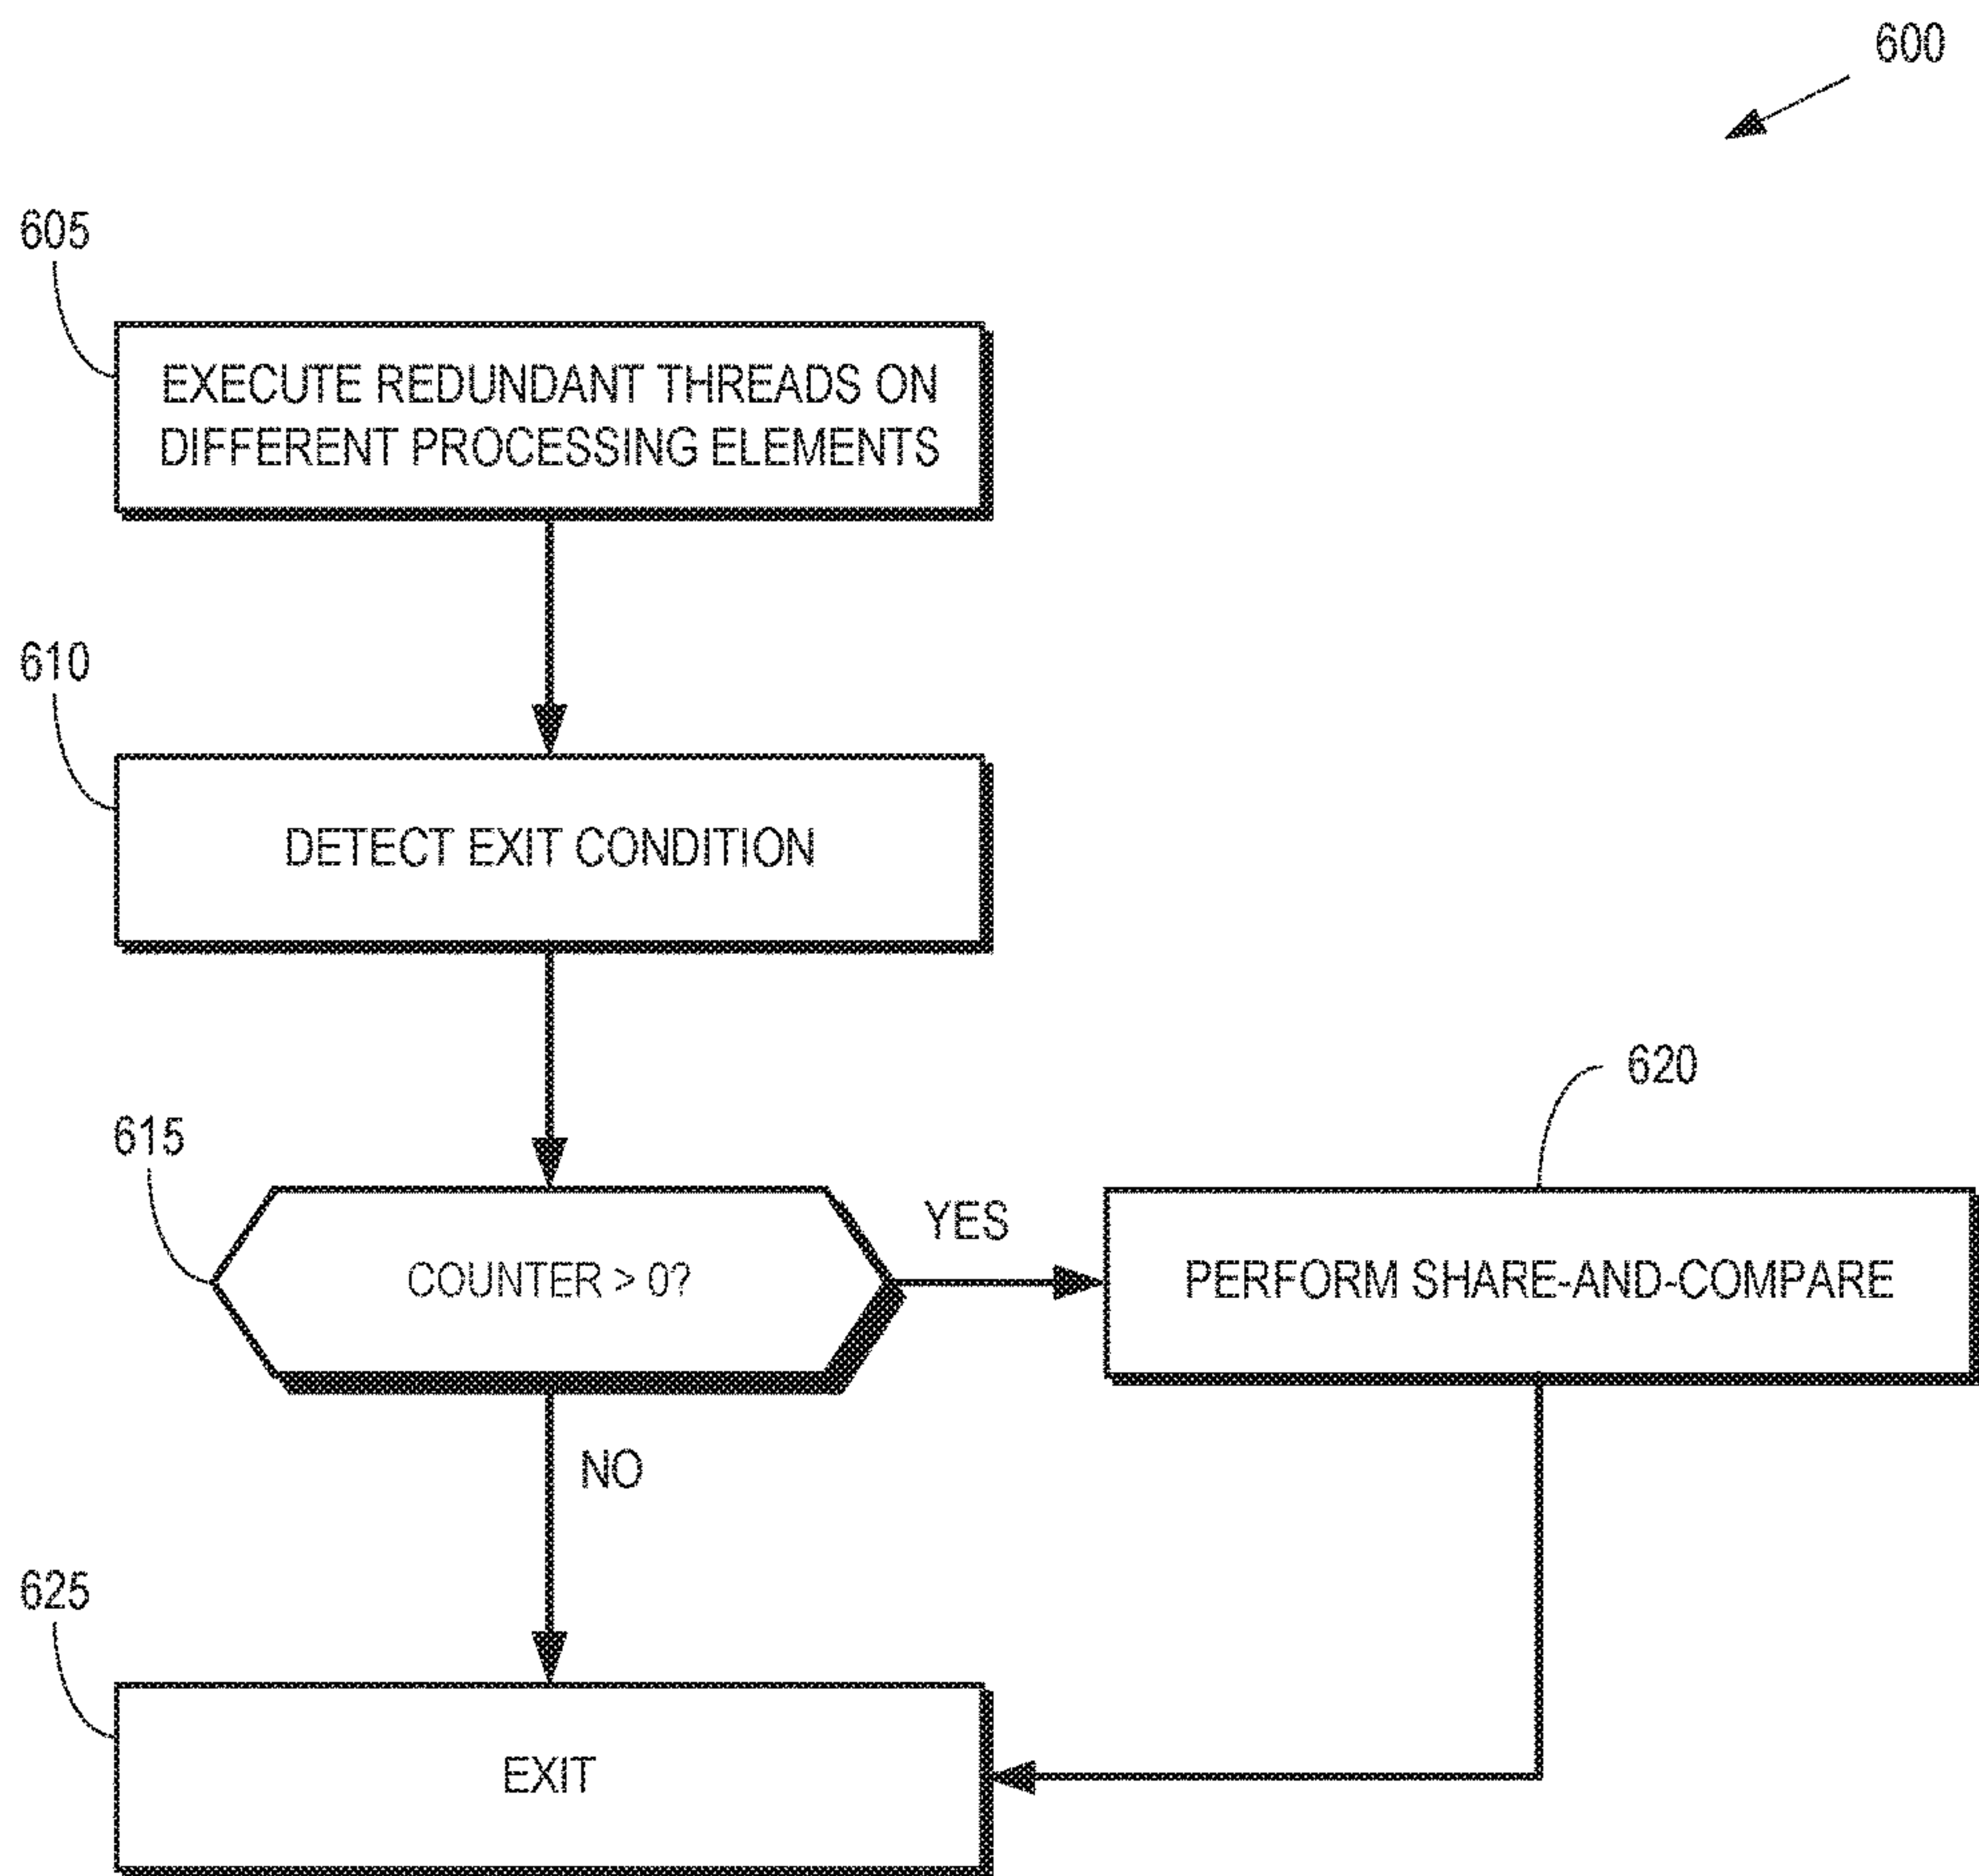 600
605
EXECUTE REDUNDANT THREADS ON
DIFFERENT PROCESSING ELEMENTS
610
DETECT EXIT CONDITION
615
COUNTER > 0?
YES
620
PERFORM SHARE-AND-COMPARE
NO
625
EXIT